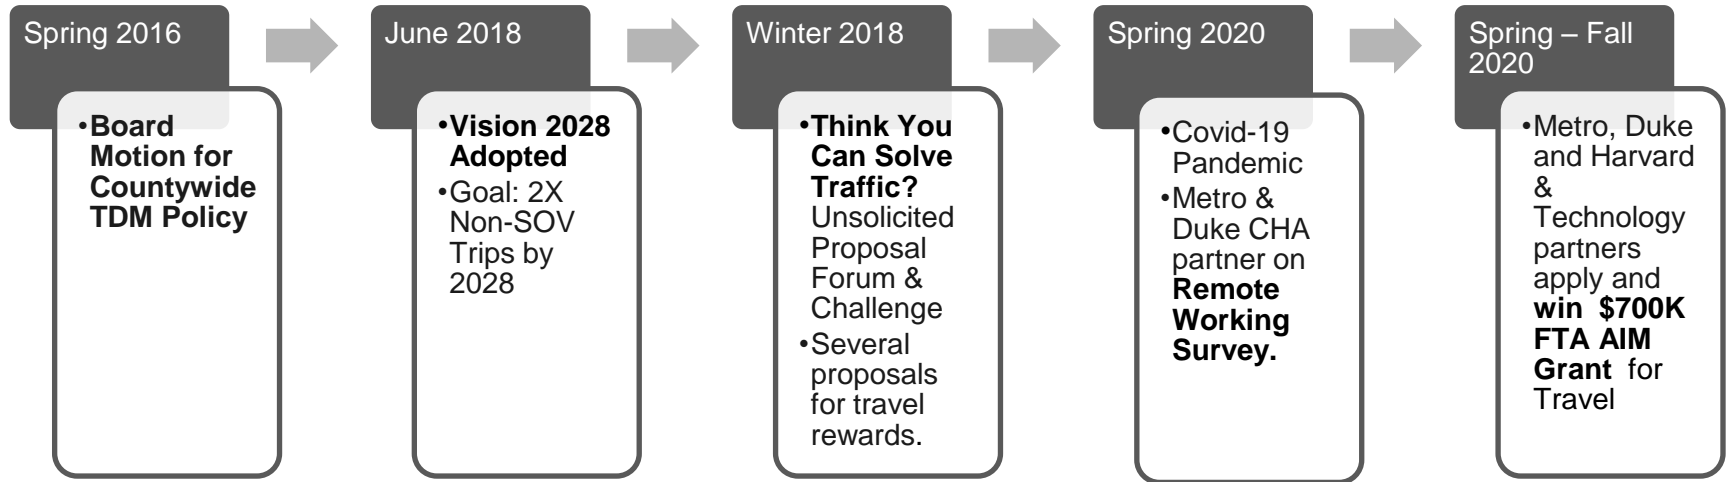 Spring 2016
•Board
Motion for
Countywide
TDM Policy
June 2018
•Vision 2028
Adopted
•Goal: 2X
Non-SOV
Trips by
2028
Winter 2018
•Think You
Can Solve
Traffic?
Unsolicited
Proposal
Forum &
Challenge
•Several
proposals
for travel
rewards.
Spring 2020
•Covid-19
Pandemic
•Metro &
Duke CHA
partner on
Remote
Working
Survey.
Spring – Fall
2020
•Metro, Duke
and Harvard
&
Technology
partners
apply and
win $700K
FTA AIM
Grant for
Travel